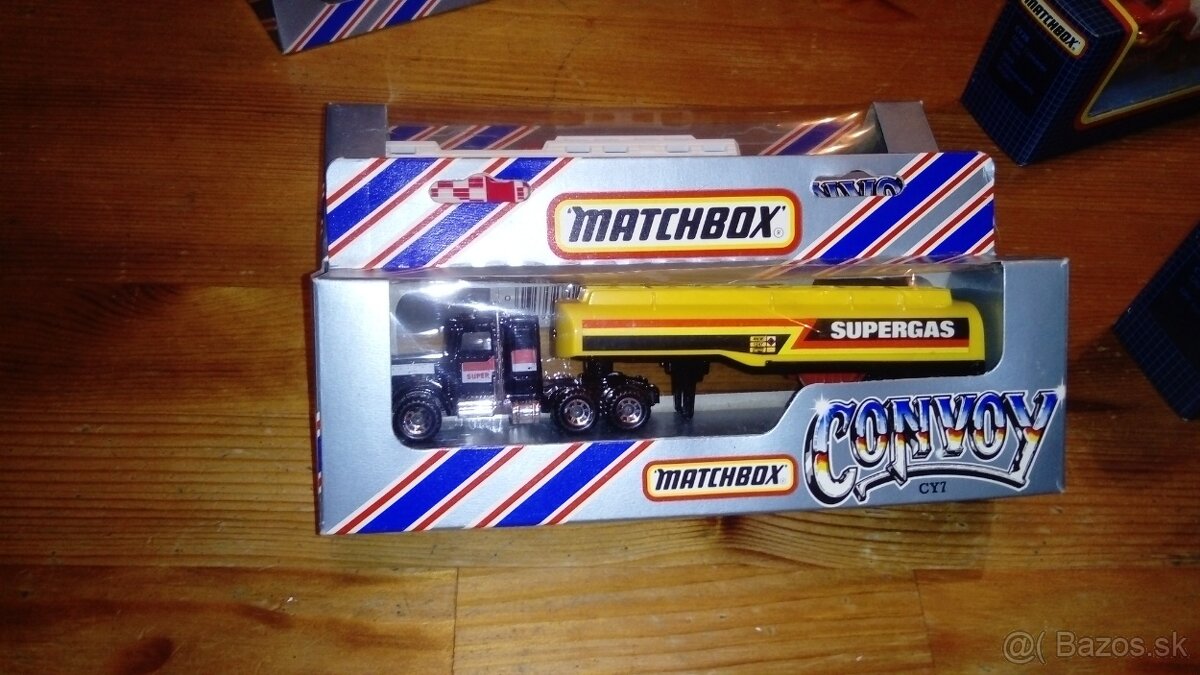 MATCHBOX
'MATCHBOX'®
SUPERGAS
SUPER
'MATCHBOX'®
CONVOY
CY7
@( Bazos.sk